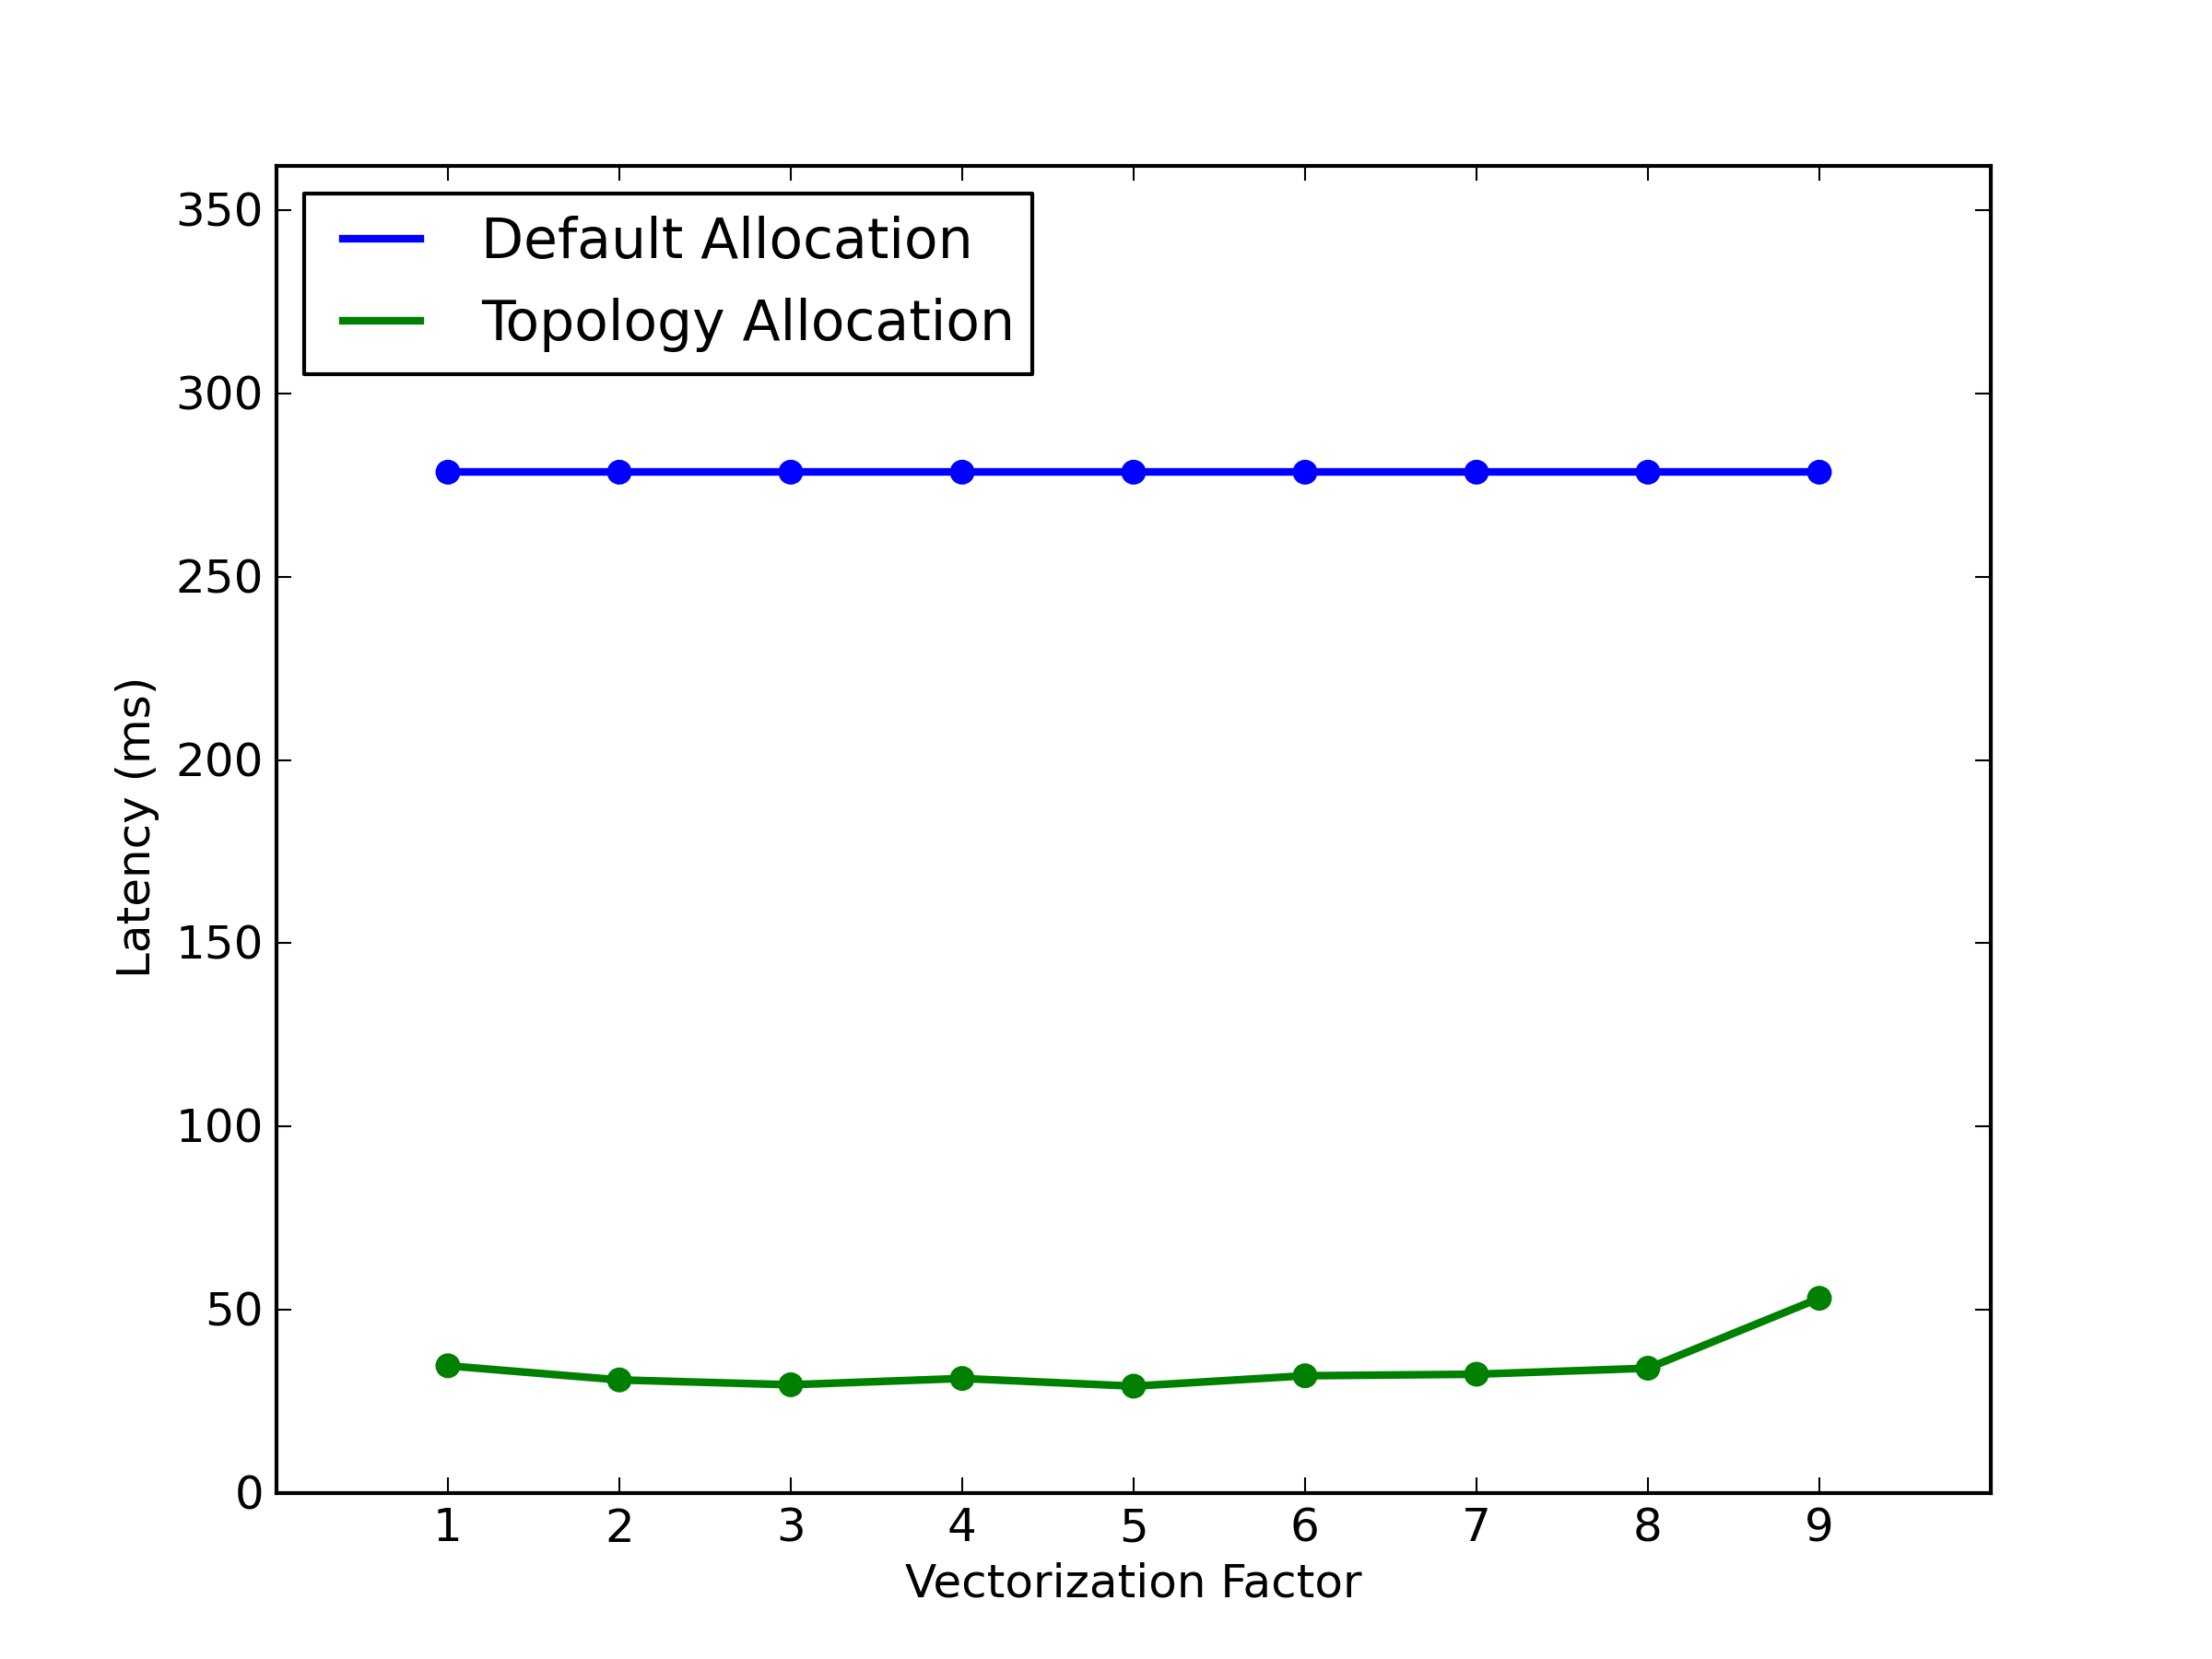 Default Allocation
Topology Allocation
350
300
250
200
150
100
50
0
Latency (ms)
1 2 3 4 5 6 7 8 9
Vectorization Factor